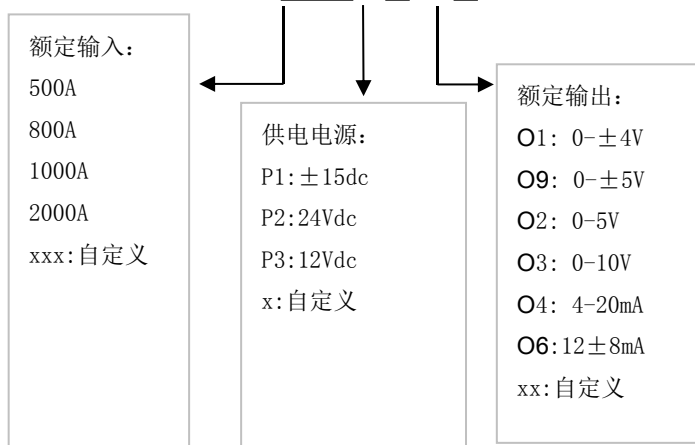 额定输入：
500A
800A
1000A
2000A
xxx:自定义
供电电源：
P1:±15dc
P2:24Vdc
P3:12Vdc
x:自定义
额定输出：
O1: 0-±4V
O9: 0-±5V
O2: 0-5V
O3: 0-10V
O4: 4-20mA
O6:12±8mA
xx:自定义